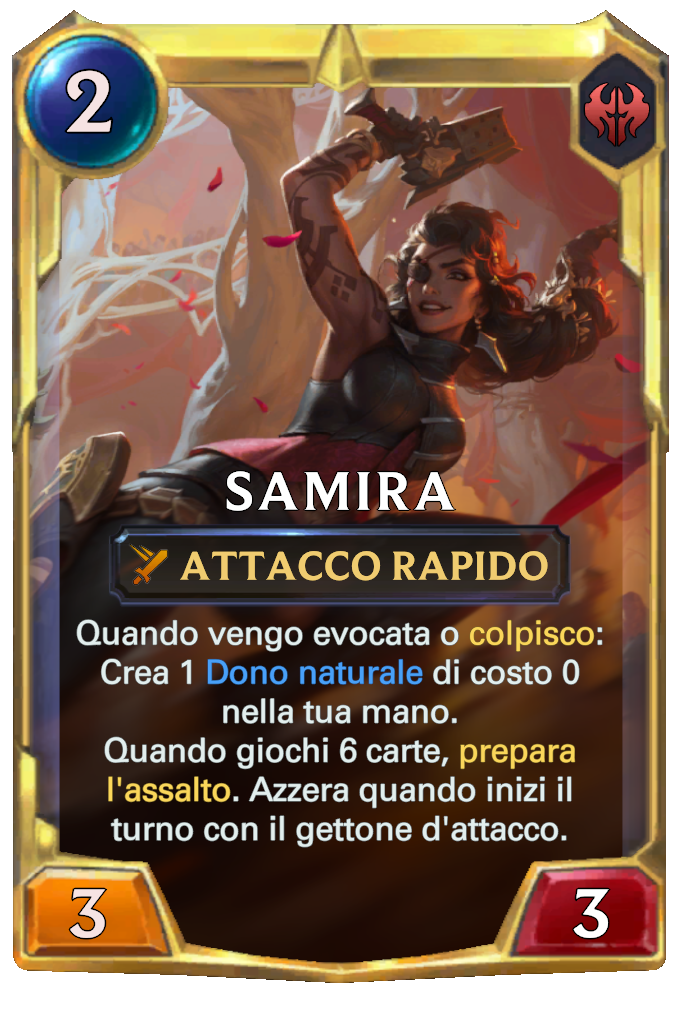 2
SAMIRA
ATTACCO RAPIDO
Quando vengo evocata o colpisco:
Crea 1 Dono naturale di costo 0
nella tua mano.
Quando giochi 6 carte, prepara
l'assalto. Azzera quando inizi il
turno con il gettone d'attacco.
3
3